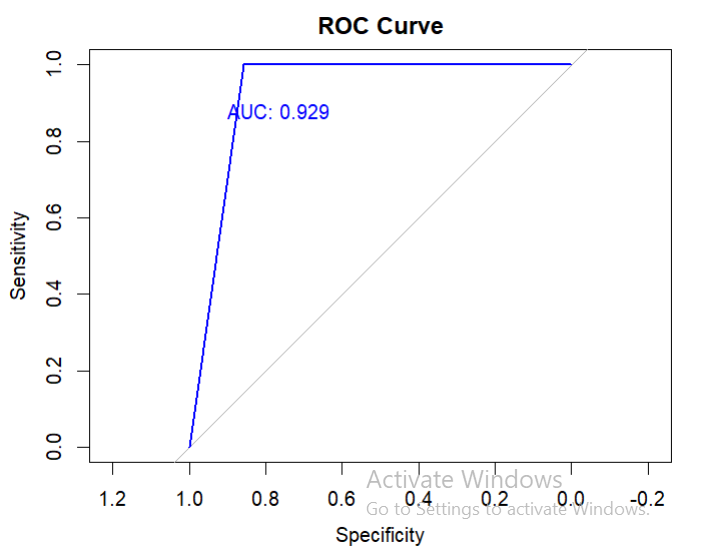 ROC Curve
1.0
0.8
0.6
0.4
0.2
0.0
Sensitivity
AUC: 0.929
1.2 1.0 0.8 0.6 0.4 0.2 0.0 -0.2
Specificity
Activate Windows
Go to Settings to activate Windows.